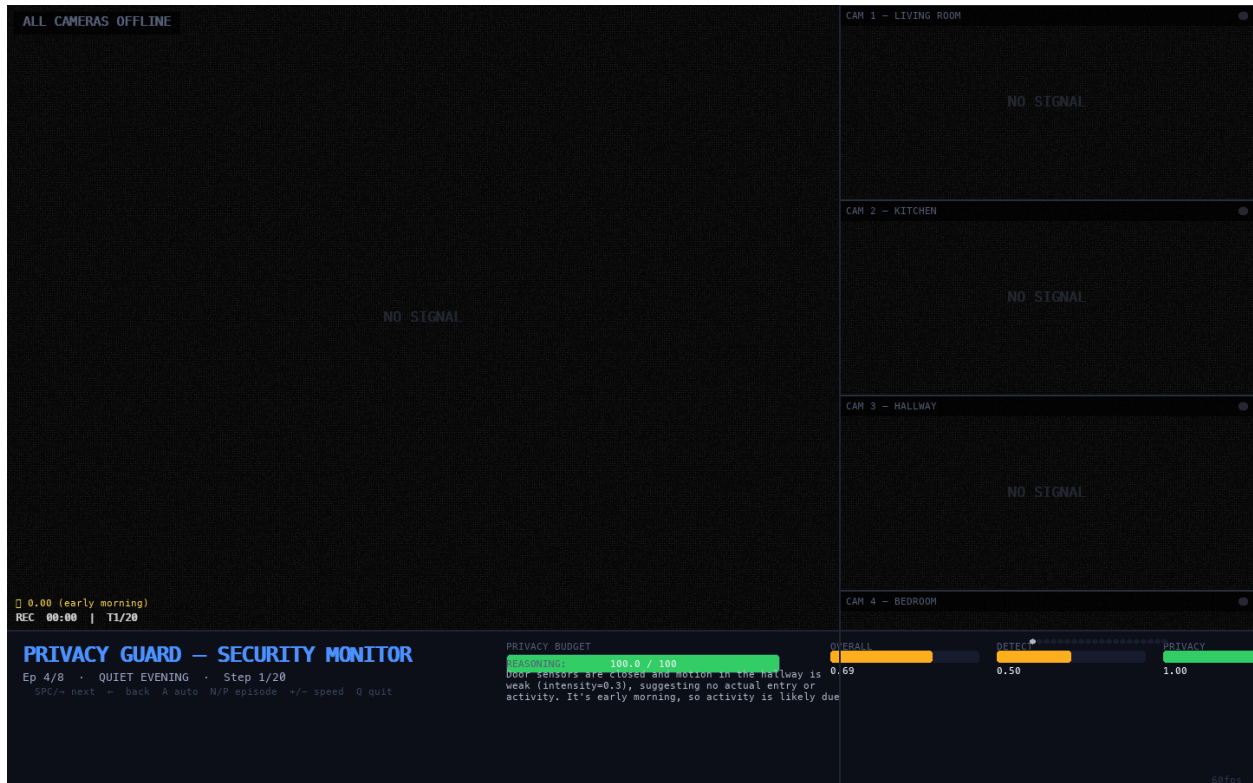 ALL CAMERAS OFFLINE
NO SIGNAL
0.00 (early morning)
REC 00:00 | T1/20
CAM 1 — LIVING ROOM
NO SIGNAL
CAM 2 — KITCHEN
NO SIGNAL
CAM 3 — HALLWAY
NO SIGNAL
CAM 4 — BEDROOM
PRIVACY GUARD — SECURITY MONITOR
Ep 4/8 · QUIET EVENING · Step 1/20
SPC/→ next ← back A auto N/P episode +/− speed Q quit
PRIVACY BUDGET
REASONING: 100.0 / 100
Door sensors are closed and motion in the hallway is
weak (intensity=0.3), suggesting no actual entry or
activity. It's early morning, so activity is likely due
OVERALL
0.69
DETECT
0.50
PRIVACY
1.00
60fps